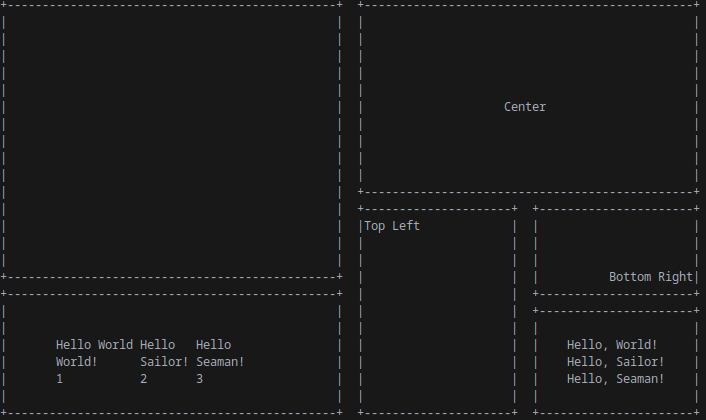 Center
Top Left
Bottom Right
Hello World Hello Hello
World! Sailor! Seaman!
1 2 3
Hello, World!
Hello, Sailor!
Hello, Seaman!